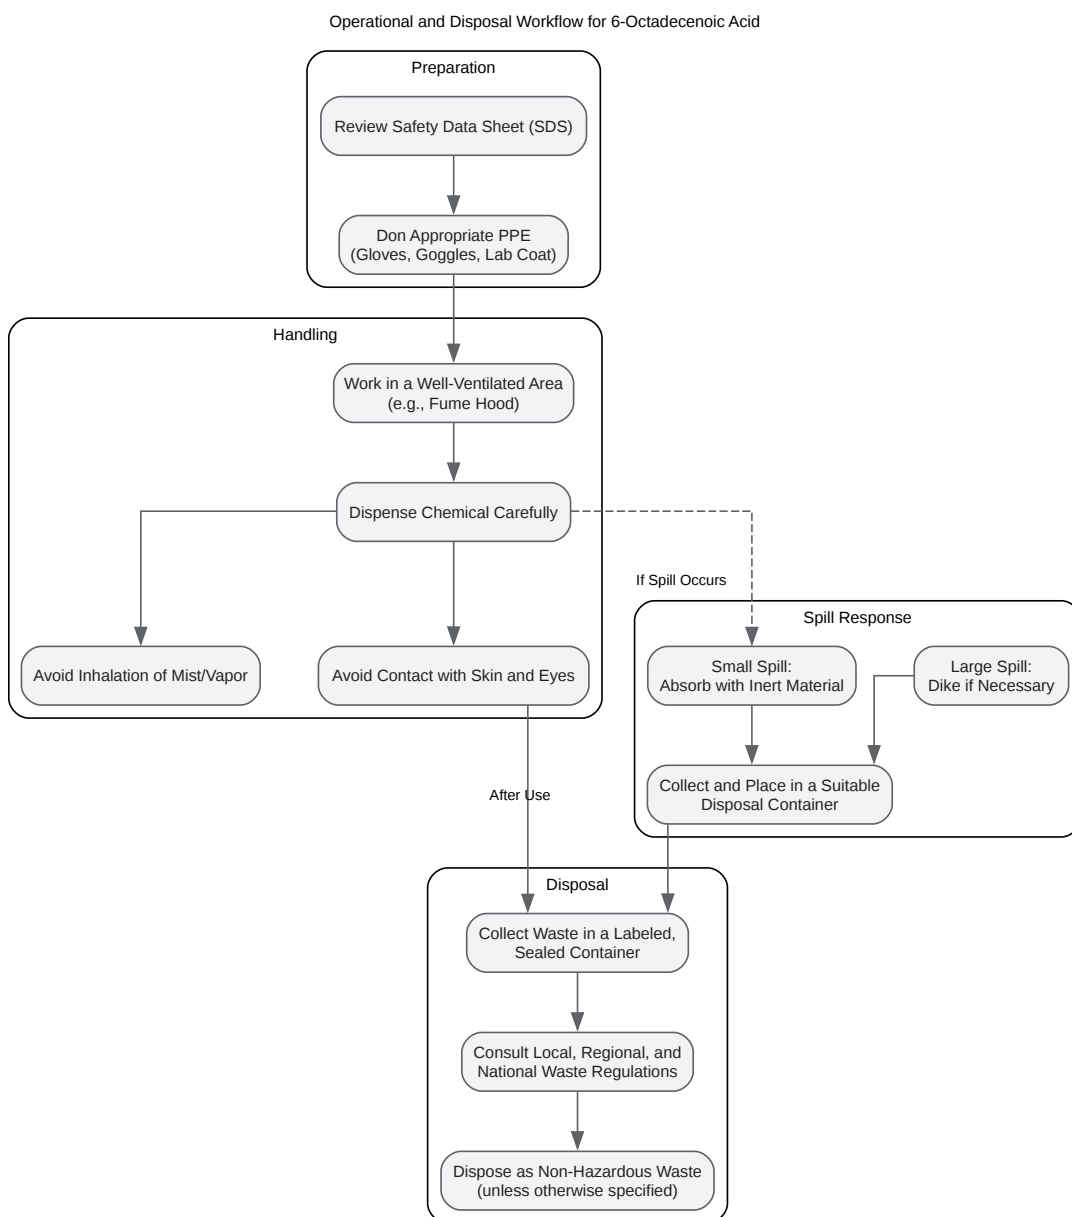 Operational and Disposal Workflow for 6-Octadecenoic Acid
Preparation
Review Safety Data Sheet (SDS)
Don Appropriate PPE
(Gloves, Goggles, Lab Coat)
Handling
Work in a Well-Ventilated Area
(e.g., Fume Hood)
Dispense Chemical Carefully
Avoid Inhalation of Mist/Vapor
Avoid Contact with Skin and Eyes
If Spill Occurs
Spill Response
Small Spill:
Absorb with Inert Material
Large Spill:
Dike if Necessary
Collect and Place in a Suitable
Disposal Container
After Use
Disposal
Collect Waste in a Labeled,
Sealed Container
Consult Local, Regional, and
National Waste Regulations
Dispose as Non-Hazardous Waste
(unless otherwise specified)